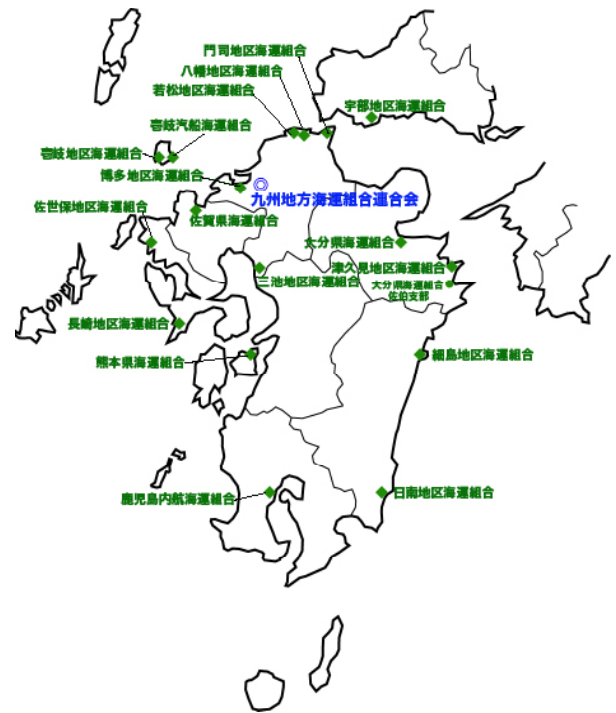 門司地区海運組合
八幡地区海運組合
若松地区海運組合
宇部地区海運組合
壱岐汽船海運組合
壱岐地区海運組合
博多地区海運組合
九州地方海運組合連合会
佐世保地区海運組合
佐賀県海運組合
大分県海運組合
津久見地区海運組合
三池地区海運組合
大分県海運組合
佐伯支部
長崎地区海運組合
熊本県海運組合
細島地区海運組合
鹿児島内航海運組合
日南地区海運組合